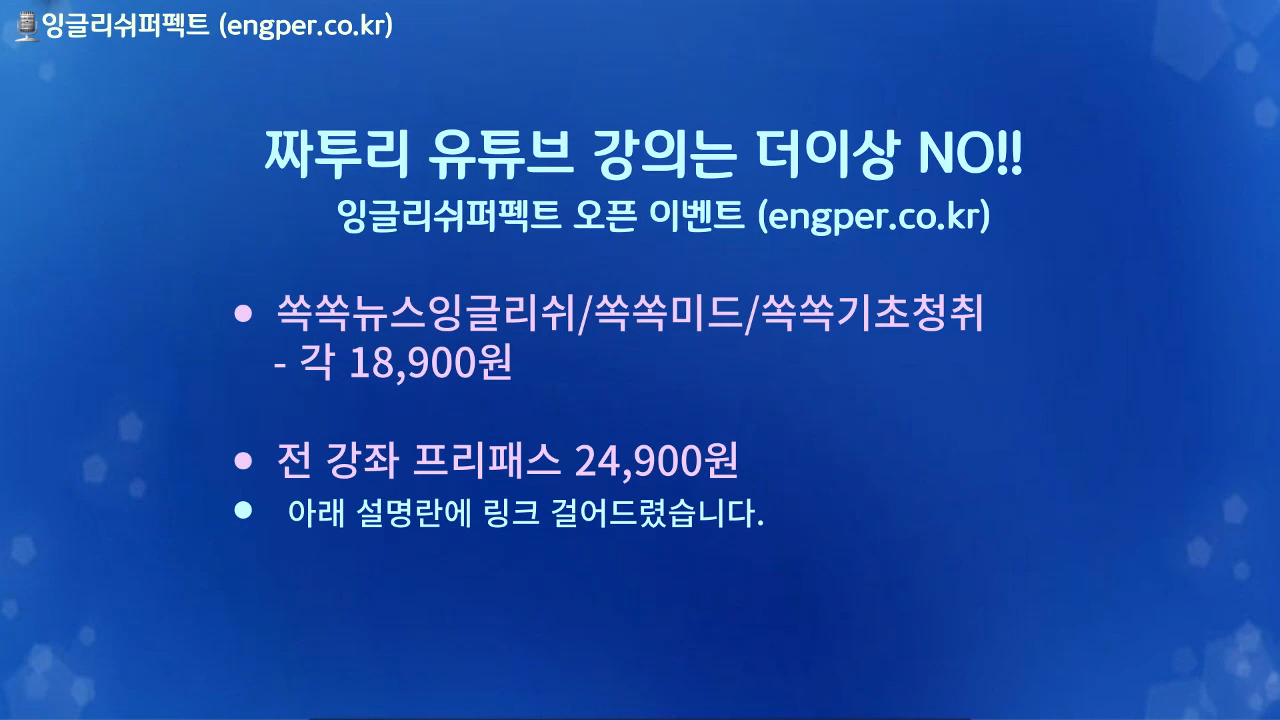 잉글리쉬퍼펙트 (engper.co.kr)
짜투리 유튜브 강의는 더이상 NO!!
잉글리쉬퍼펙트 오픈 이벤트 (engper.co.kr)
● 쏙쏙뉴스잉글리쉬/쏙쏙미드/쏙쏙기초청취
- 각 18,900원
● 전 강좌 프리패스 24,900원
● 아래 설명란에 링크 걸어드렸습니다.